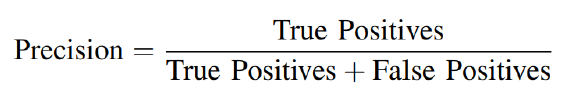 Precision = True Positives / True Positives + False Positives